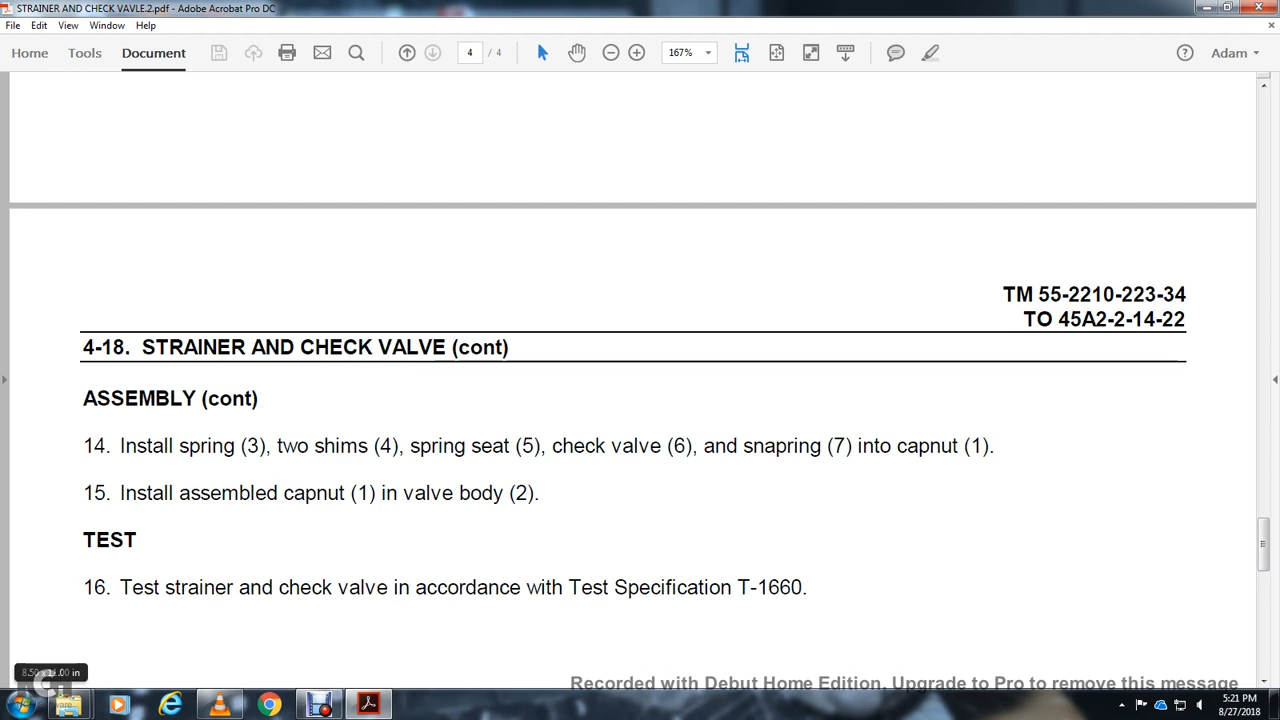 STRAINER AND CHECK VAVLE.2.pdf - Adobe Acrobat Pro DC
File Edit View Window Help
Home Tools Document 4 / 4 167% Adam
TM 55-2210-223-34
TO 45A2-2-14-22
4-18. STRAINER AND CHECK VALVE (cont)
ASSEMBLY (cont)
14. Install spring (3), two shims (4), spring seat (5), check valve (6), and snapring (7) into capnut (1).
15. Install assembled capnut (1) in valve body (2).
TEST
16. Test strainer and check valve in accordance with Test Specification T-1660.
8.50 x 11.00 in
Recorded with Debut Home Edition. Upgrade to Pro to remove this message
5:21 PM
8/27/2018